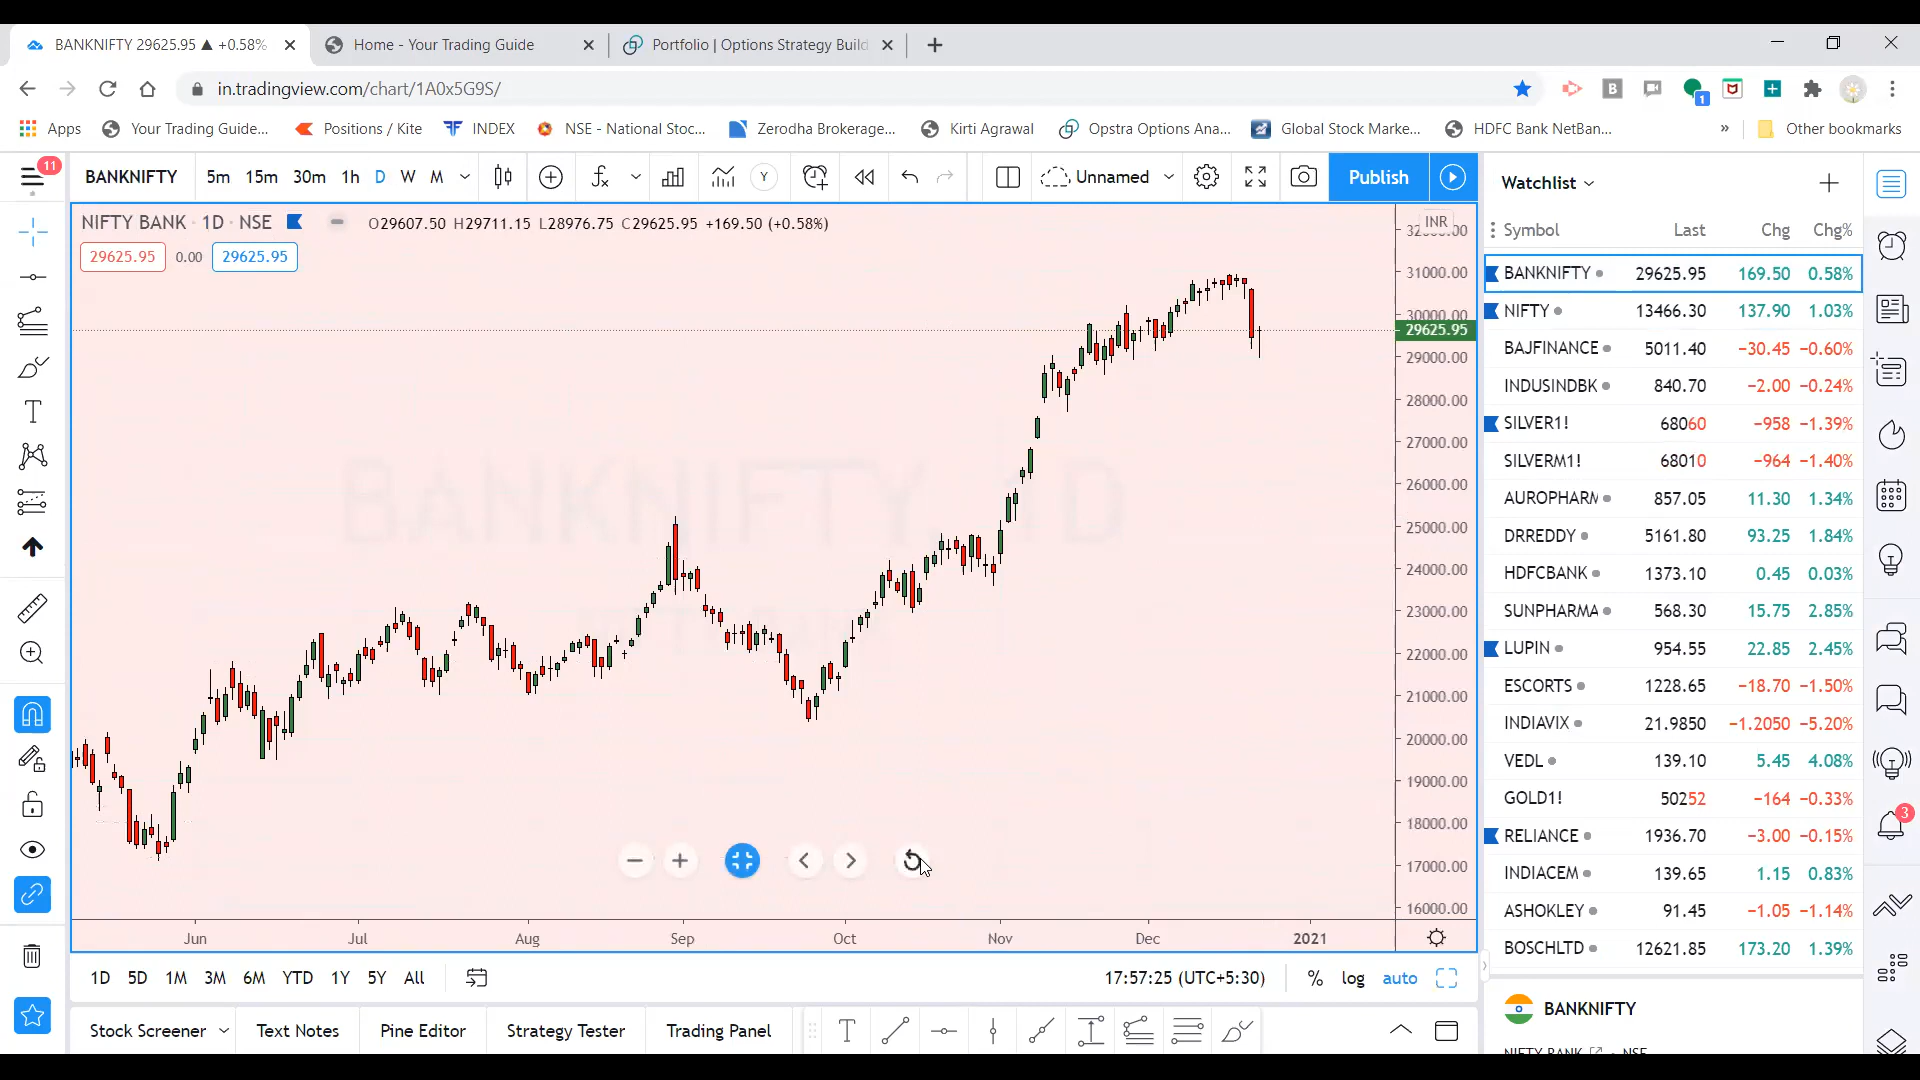 BANKNIFTY 29625.95 ▲ +0.58%
Home - Your Trading Guide
Portfolio | Options Strategy Build
in.tradingview.com/chart/1A0x5G9S/
B
1
Apps
Your Trading Guide...
Positions / Kite
INDEX
NSE - National Stoc...
Zerodha Brokerage...
Kirti Agrawal
Opstra Options Ana...
Global Stock Marke...
HDFC Bank NetBan...
»
Other bookmarks
11
BANKNIFTY
5m 15m 30m 1h D W M
Y
Unnamed
Publish
NIFTY BANK · 1D · NSE
O29607.50 H29711.15 L28976.75 C29625.95 +169.50 (+0.58%)
29625.95 0.00 29625.95
BANKNIFTY, 1D
INR
31000.00
30000.00
29625.95
29000.00
28000.00
27000.00
26000.00
25000.00
24000.00
23000.00
22000.00
21000.00
20000.00
19000.00
18000.00
17000.00
16000.00
Jun Jul Aug Sep Oct Nov Dec 2021
1D 5D 1M 3M 6M YTD 1Y 5Y All
17:57:25 (UTC+5:30)
% log auto
Stock Screener
Text Notes
Pine Editor
Strategy Tester
Trading Panel
Watchlist
Symbol Last Chg Chg%
BANKNIFTY 29625.95 169.50 0.58%
NIFTY 13466.30 137.90 1.03%
BAJFINANCE 5011.40 −30.45 −0.60%
INDUSINDBK 840.70 −2.00 −0.24%
SILVER1! 68060 −958 −1.39%
SILVERM1! 68010 −964 −1.40%
AUROPHARM 857.05 11.30 1.34%
DRREDDY 5161.80 93.25 1.84%
HDFCBANK 1373.10 0.45 0.03%
SUNPHARMA 568.30 15.75 2.85%
LUPIN 954.55 22.85 2.45%
ESCORTS 1228.65 −18.70 −1.50%
INDIAVIX 21.9850 −1.2050 −5.20%
VEDL 139.10 5.45 4.08%
GOLD1! 50252 −164 −0.33%
RELIANCE 1936.70 −3.00 −0.15%
INDIACEM 139.65 1.15 0.83%
ASHOKLEY 91.45 −1.05 −1.14%
BOSCHLTD 12621.85 173.20 1.39%
BANKNIFTY
NIFTY BANK · NSE
3